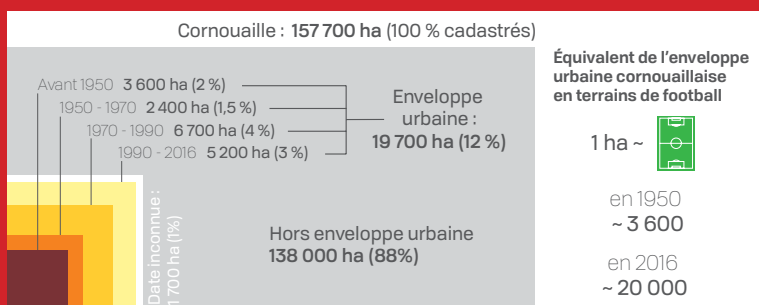 Cornouaille : 157 700 ha (100 % cadastrés)
Avant 1950 3 600 ha (2 %)
1950 - 1970 2 400 ha (1,5 %)
1970 - 1990 6 700 ha (4 %)
1990 - 2016 5 200 ha (3 %)
Enveloppe
urbaine :
19 700 ha (12 %)
Date inconnue :
1 700 ha (1%)
Hors enveloppe urbaine
138 000 ha (88%)
Équivalent de l'enveloppe
urbaine cornouaillaise
en terrains de football
1 ha ~
en 1950
~ 3 600
en 2016
~ 20 000